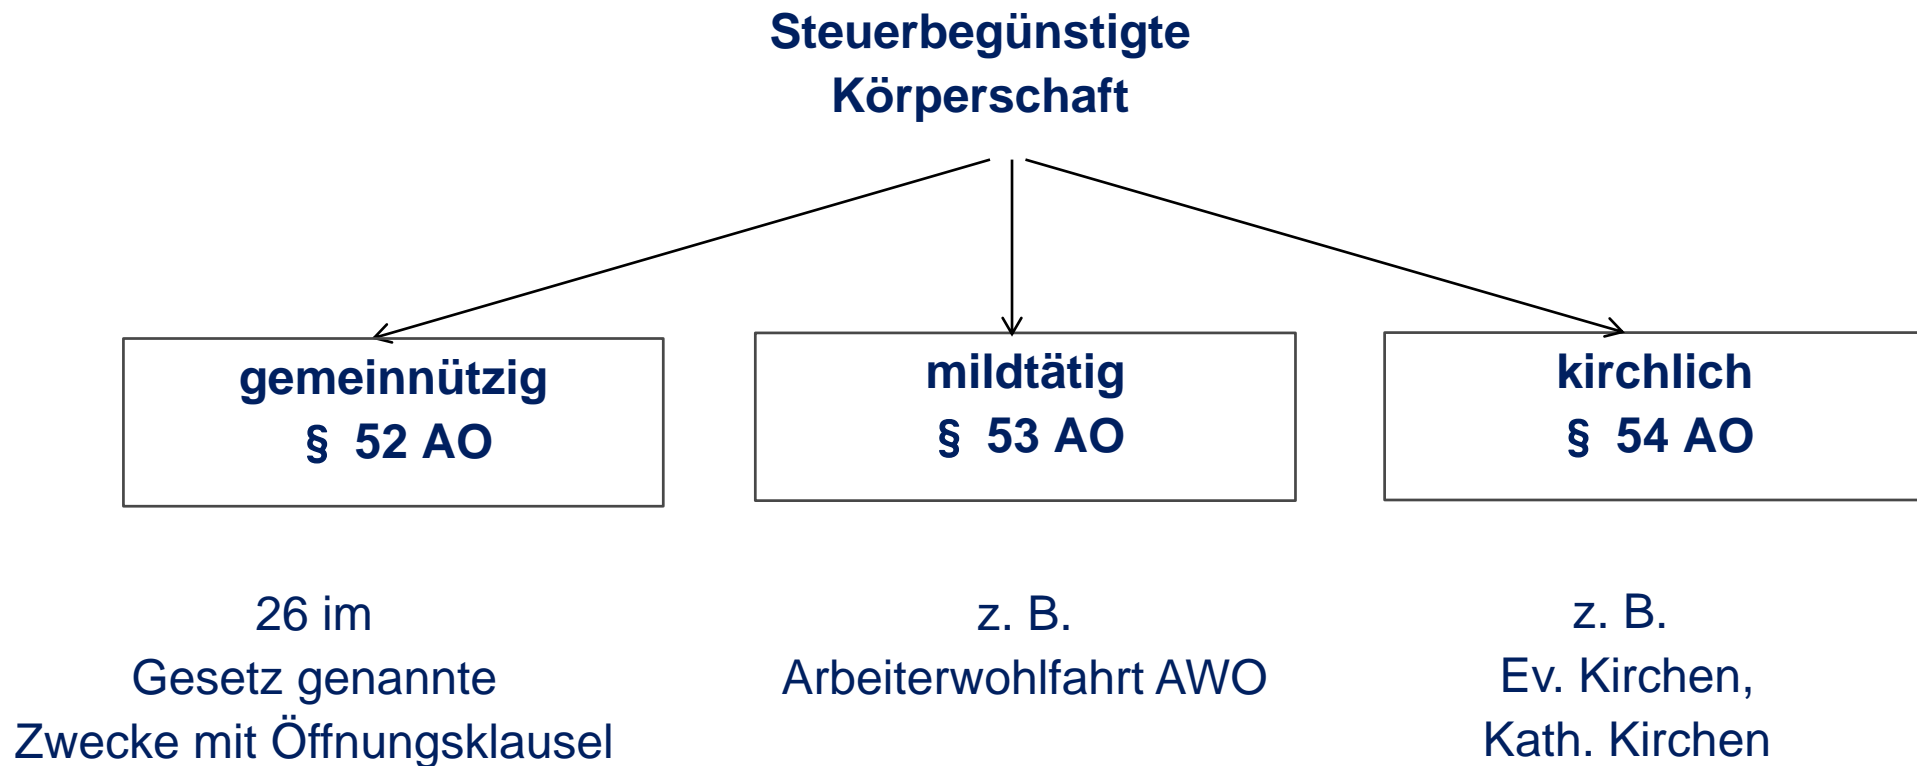 Steuerbegünstigte
Körperschaft
gemeinnützig
§ 52 AO
mildtätig
§ 53 AO
kirchlich
§ 54 AO
26 im
Gesetz genannte
Zwecke mit Öffnungsklausel
z. B.
Arbeiterwohlfahrt AWO
z. B.
Ev. Kirchen,
Kath. Kirchen